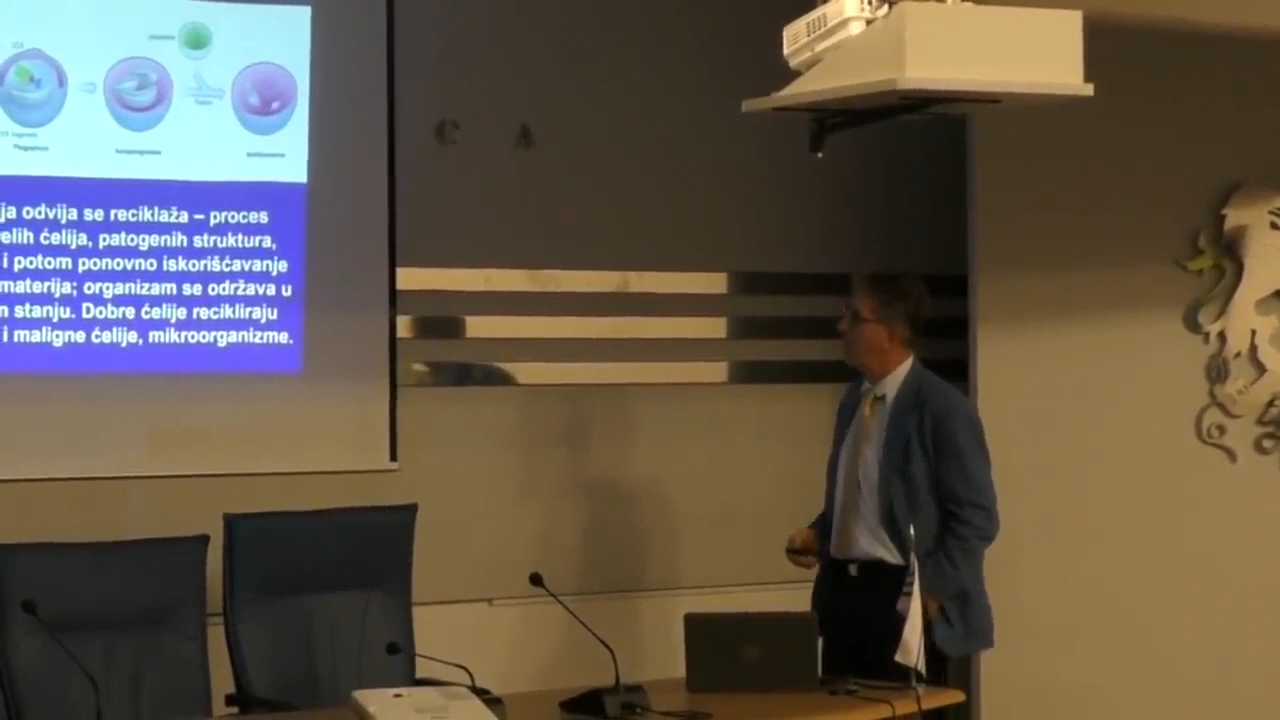 C A
ja odvija se reciklaža – proces
elih ćelija, patogenih struktura,
i potom ponovno iskorišćavanje
materija; organizam se održava u
n stanju. Dobre ćelije recikliraju
i maligne ćelije, mikroorganizme.